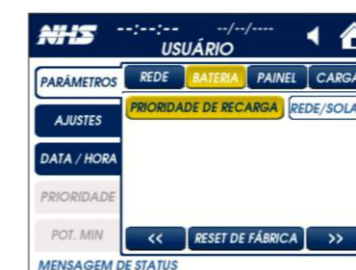 NHS --:--:-- --/--/----
USUÁRIO
PARÂMETROS REDE BATERIA PAINEL CARGA
PRIORIDADE DE RECARGA REDE/SOLA
AJUSTES
DATA / HORA
PRIORIDADE
POT. MIN << RESET DE FÁBRICA >>
MENSAGEM DE STATUS